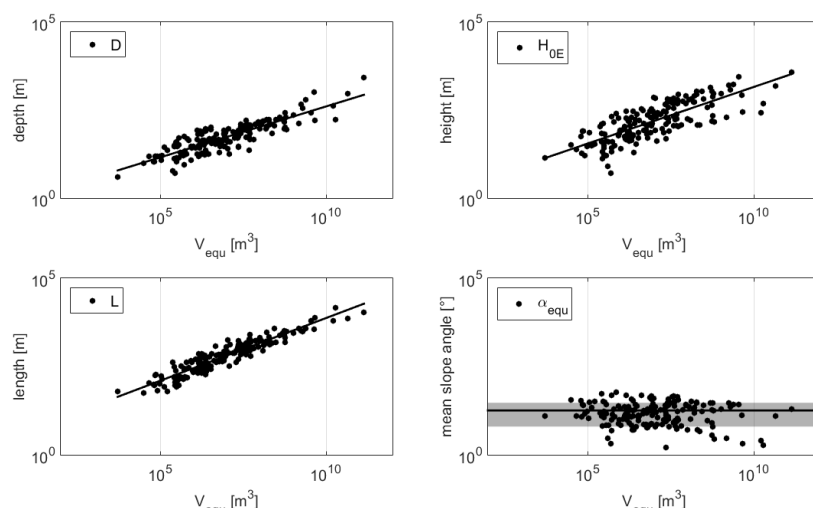 10^5
D
depth [m]
10^0
10^5
10^10
V_equ [m^3]
10^5
H_0E
height [m]
10^0
10^5
10^10
V_equ [m^3]
10^5
L
length [m]
10^0
10^5
10^10
V_equ [m^3]
10^5
α_equ
mean slope angle [°]
10^0
10^5
10^10
V_equ [m^3]